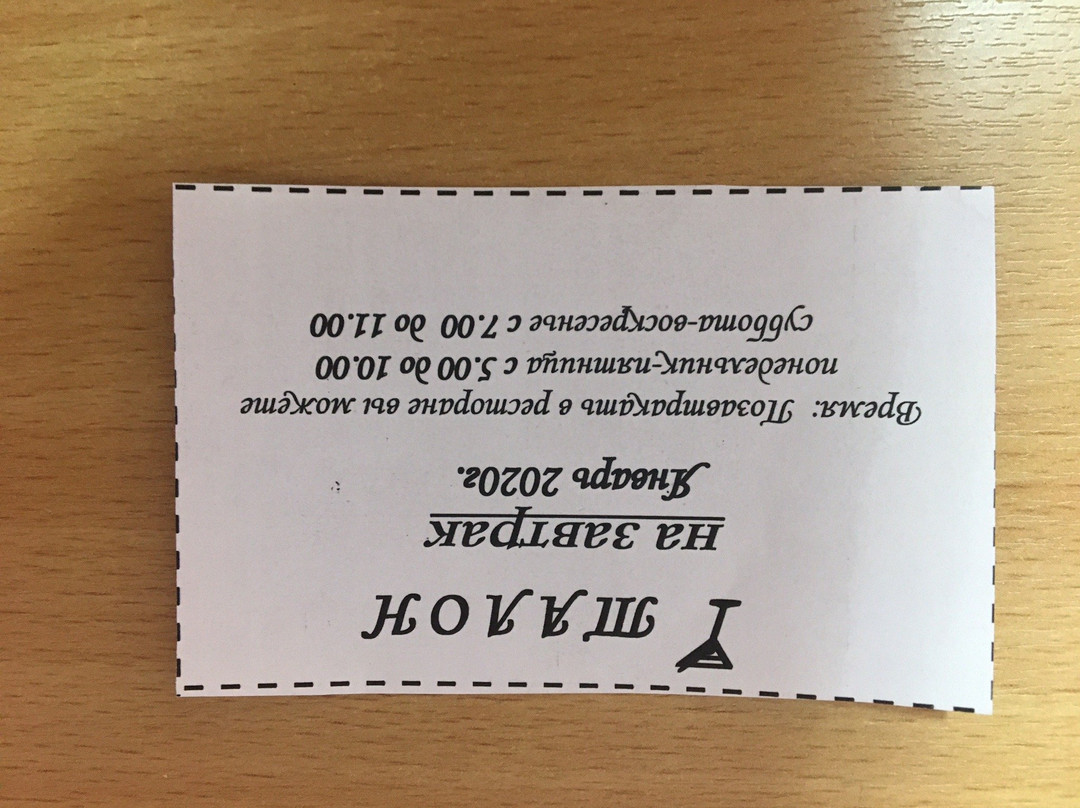 ТАЛОН
на завтрак
Январь 2020г.
Время: Позавтракать в ресторане вы можете
понедельник-пятница с 5.00 до 10.00
суббота-воскресенье с 7.00 до 11.00